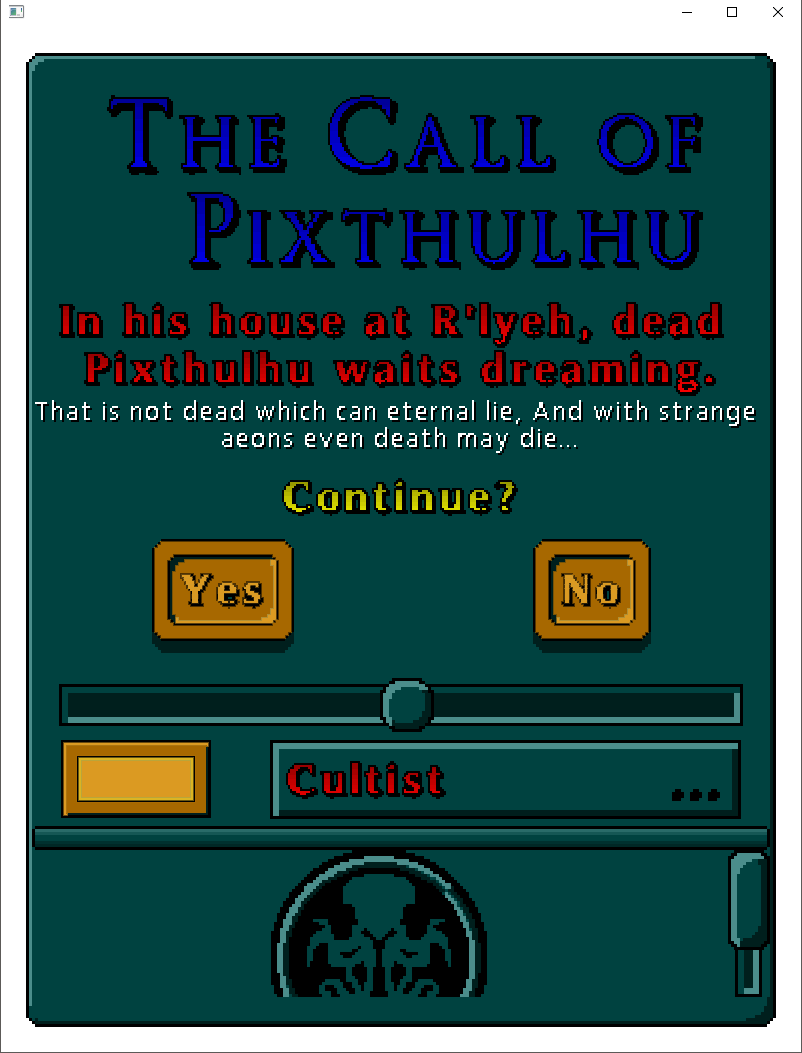 The Call of
Pixthulhu
In his house at R'lyeh, dead
Pixthulhu waits dreaming.
That is not dead which can eternal lie, And with strange
aeons even death may die...
Continue?
Yes No
Cultist ...